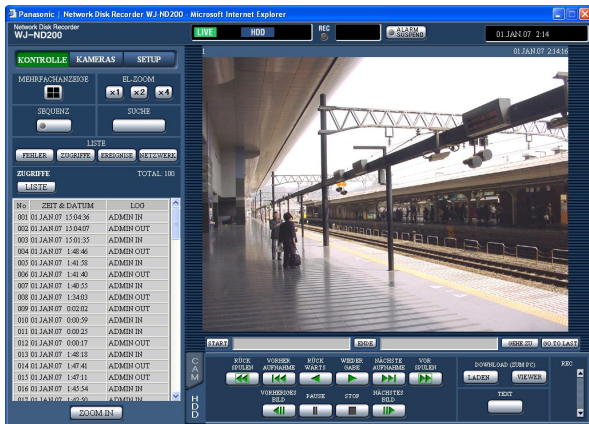 Panasonic | Network Disk Recorder WJ-ND200 - Microsoft Internet Explorer
Network Disk Recorder
WJ-ND200
LIVE HDD REC ALARM SUSPEND 01.JAN.07 2:14
KONTROLLE KAMERAS SETUP
1 01.JAN.07 2:14:16
MEHRFACHANZEIGE EL-ZOOM
x1 x2 x4
SEQUENZ SUCHE
LISTE
FEHLER ZUGRIFFE EREIGNISE NETZWERK
ZUGRIFFE TOTAL: 100
LISTE
No ZEIT & DATUM LOG
001 01.JAN.07 15:04:36 ADMIN IN
002 01.JAN.07 15:04:07 ADMIN OUT
003 01.JAN.07 15:01:35 ADMIN IN
004 01.JAN.07 1:48:46 ADMIN OUT
005 01.JAN.07 1:41:58 ADMIN IN
006 01.JAN.07 1:41:40 ADMIN OUT
007 01.JAN.07 1:40:55 ADMIN IN
008 01.JAN.07 1:34:03 ADMIN OUT
009 01.JAN.07 0:02:02 ADMIN IN
010 01.JAN.07 0:00:59 ADMIN IN
011 01.JAN.07 0:00:25 ADMIN IN
012 01.JAN.07 0:00:17 ADMIN OUT
013 01.JAN.07 1:48:18 ADMIN IN
014 01.JAN.07 1:47:41 ADMIN OUT
015 01.JAN.07 1:47:11 ADMIN IN
016 01.JAN.07 1:45:54 ADMIN IN
017 01.JAN.07 1:42:50 ADMIN IN
ZOOM IN
START ENDE GEHE ZU GO TO LAST
CAM
HDD
RÜCK SPULEN
VORHER AUFNAHME
RÜCK WÄRTS
WIEDER GABE
NÄCHSTE AUFNAHME
VOR SPULEN
VORHERIGES BILD
PAUSE
STOP
NÄCHSTES BILD
DOWNLOAD (ZUM PC)
LADEN VIEWER
TEXT
REC